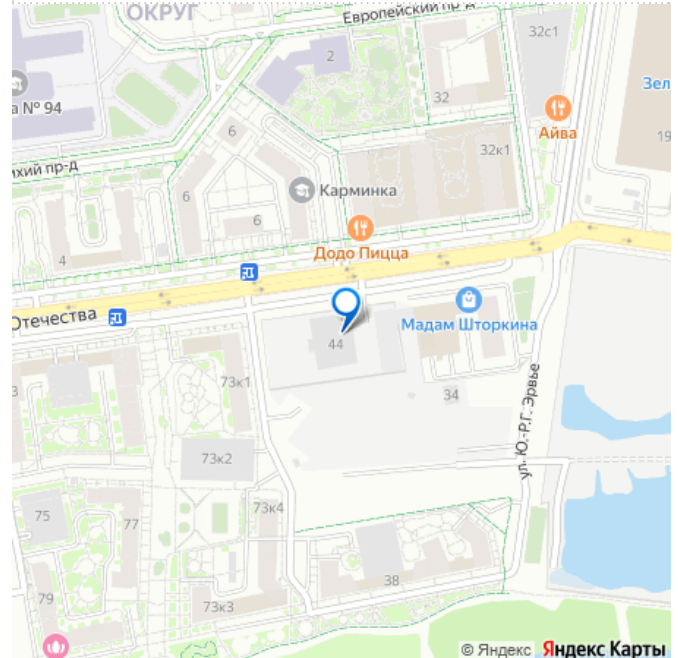 ОКРУГ
Европейский пр-д
32с1
2
Зел
а № 94
32
Айва
19
6
32к1
ихий пр-д
6
Карминка
6
4
Додо Пицца
Отечества
Мадам Шторкина
44
3
73к1
34
ул. Ю.-Р.Г. Эрвье
73к2
75
77
73к4
38
79
73к3
© Яндекс Яндекс Карты